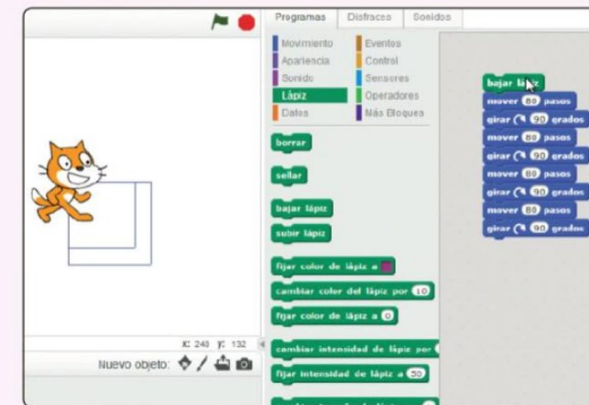 Programas Disfraces Sonidos
Movimiento
Apariencia
Sonido
Lápiz
Datos
Eventos
Control
Sensores
Operadores
Más Bloques
borrar
sellar
bajar lápiz
subir lápiz
fijar color de lápiz a
cambiar color del lápiz por 10
fijar color de lápiz a 0
cambiar intensidad de lápiz por
fijar intensidad de lápiz a 50
bajar lápiz
mover 80 pasos
girar 90 grados
mover 80 pasos
girar 90 grados
mover 80 pasos
girar 90 grados
mover 80 pasos
girar 90 grados
X: 240 Y: 132
Nuevo objeto: